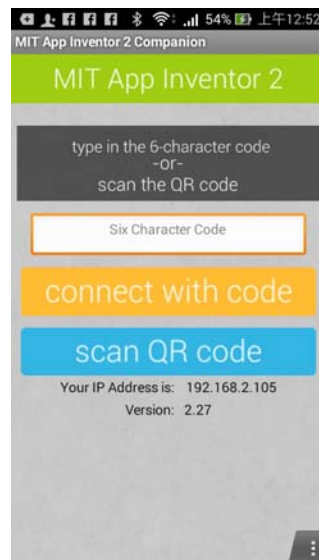 54% 上午12:52
MIT App Inventor 2 Companion
MIT App Inventor 2
type in the 6-character code
-or-
scan the QR code
Six Character Code
connect with code
scan QR code
Your IP Address is: 192.168.2.105
Version: 2.27